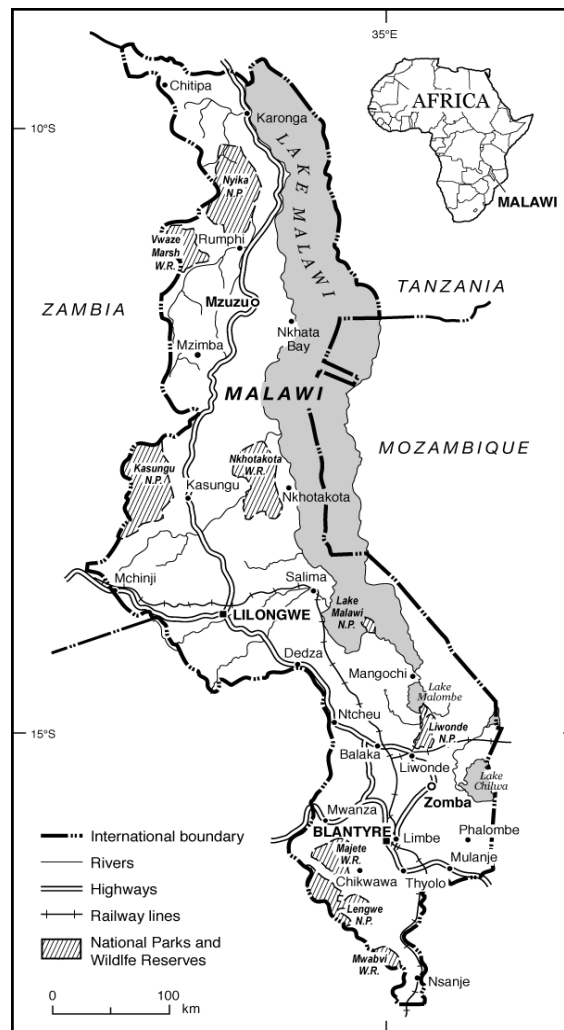 35°E
Chitipa
AFRICA
10°S
Karonga
LAKE MALAWI
MALAWI
Nyika
N.P.
Vwaze
Marsh
W.R.
Rumphi
TANZANIA
ZAMBIA
Mzuzu
Nkhata
Bay
Mzimba
MALAWI
MOZAMBIQUE
Kasungu
N.P.
Nkhotakota
W.R.
Kasungu
Nkhotakota
Mchinji
Salima
LILONGWE
Lake
Malawi
N.P.
Dedza
Mangochi
Lake
Malombe
Ntcheu
Liwonde
N.P.
15°S
Balaka
Liwonde
Lake
Chilwa
Zomba
Mwanza
BLANTYRE
Limbe
Phalombe
Majete
W.R.
Mulanje
Chikwawa
Thyolo
Lengwe
N.P.
Mwabvi
W.R.
Nsanje
International boundary
Rivers
Highways
Railway lines
National Parks and
Wildlfe Reserves
0
100
km